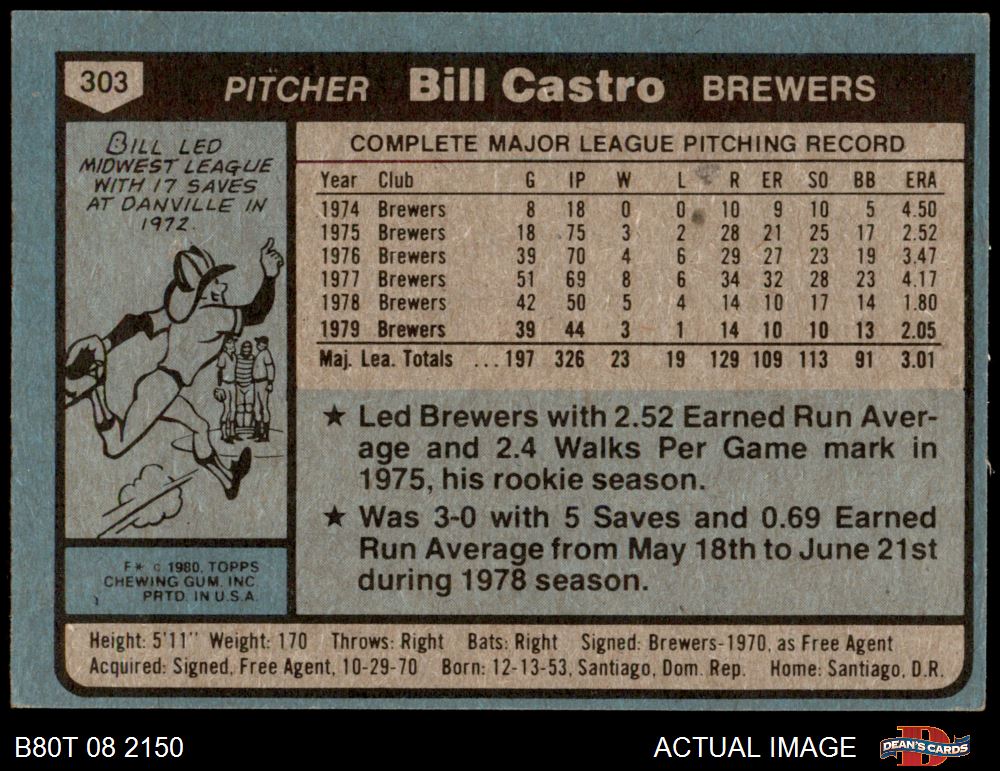 303 PITCHER Bill Castro BREWERS
BILL LED
MIDWEST LEAGUE
WITH 17 SAVES
AT DANVILLE IN
1972.
COMPLETE MAJOR LEAGUE PITCHING RECORD
Year Club G IP W L R ER SO BB ERA
1974 Brewers 8 18 0 0 10 9 10 5 4.50
1975 Brewers 18 75 3 2 28 21 25 17 2.52
1976 Brewers 39 70 4 6 29 27 23 19 3.47
1977 Brewers 51 69 8 6 34 32 28 23 4.17
1978 Brewers 42 50 5 4 14 10 17 14 1.80
1979 Brewers 39 44 3 1 14 10 10 13 2.05
Maj. Lea. Totals ... 197 326 23 19 129 109 113 91 3.01
★ Led Brewers with 2.52 Earned Run Aver-
age and 2.4 Walks Per Game mark in
1975, his rookie season.
★ Was 3-0 with 5 Saves and 0.69 Earned
Run Average from May 18th to June 21st
during 1978 season.
F* © 1980, TOPPS
CHEWING GUM, INC.
PRTD. IN U.S.A.
Height: 5'11" Weight: 170 Throws: Right Bats: Right Signed: Brewers-1970, as Free Agent
Acquired: Signed, Free Agent, 10-29-70 Born: 12-13-53, Santiago, Dom. Rep. Home: Santiago, D.R.
B80T 08 2150 ACTUAL IMAGE D DEAN'S CARDS